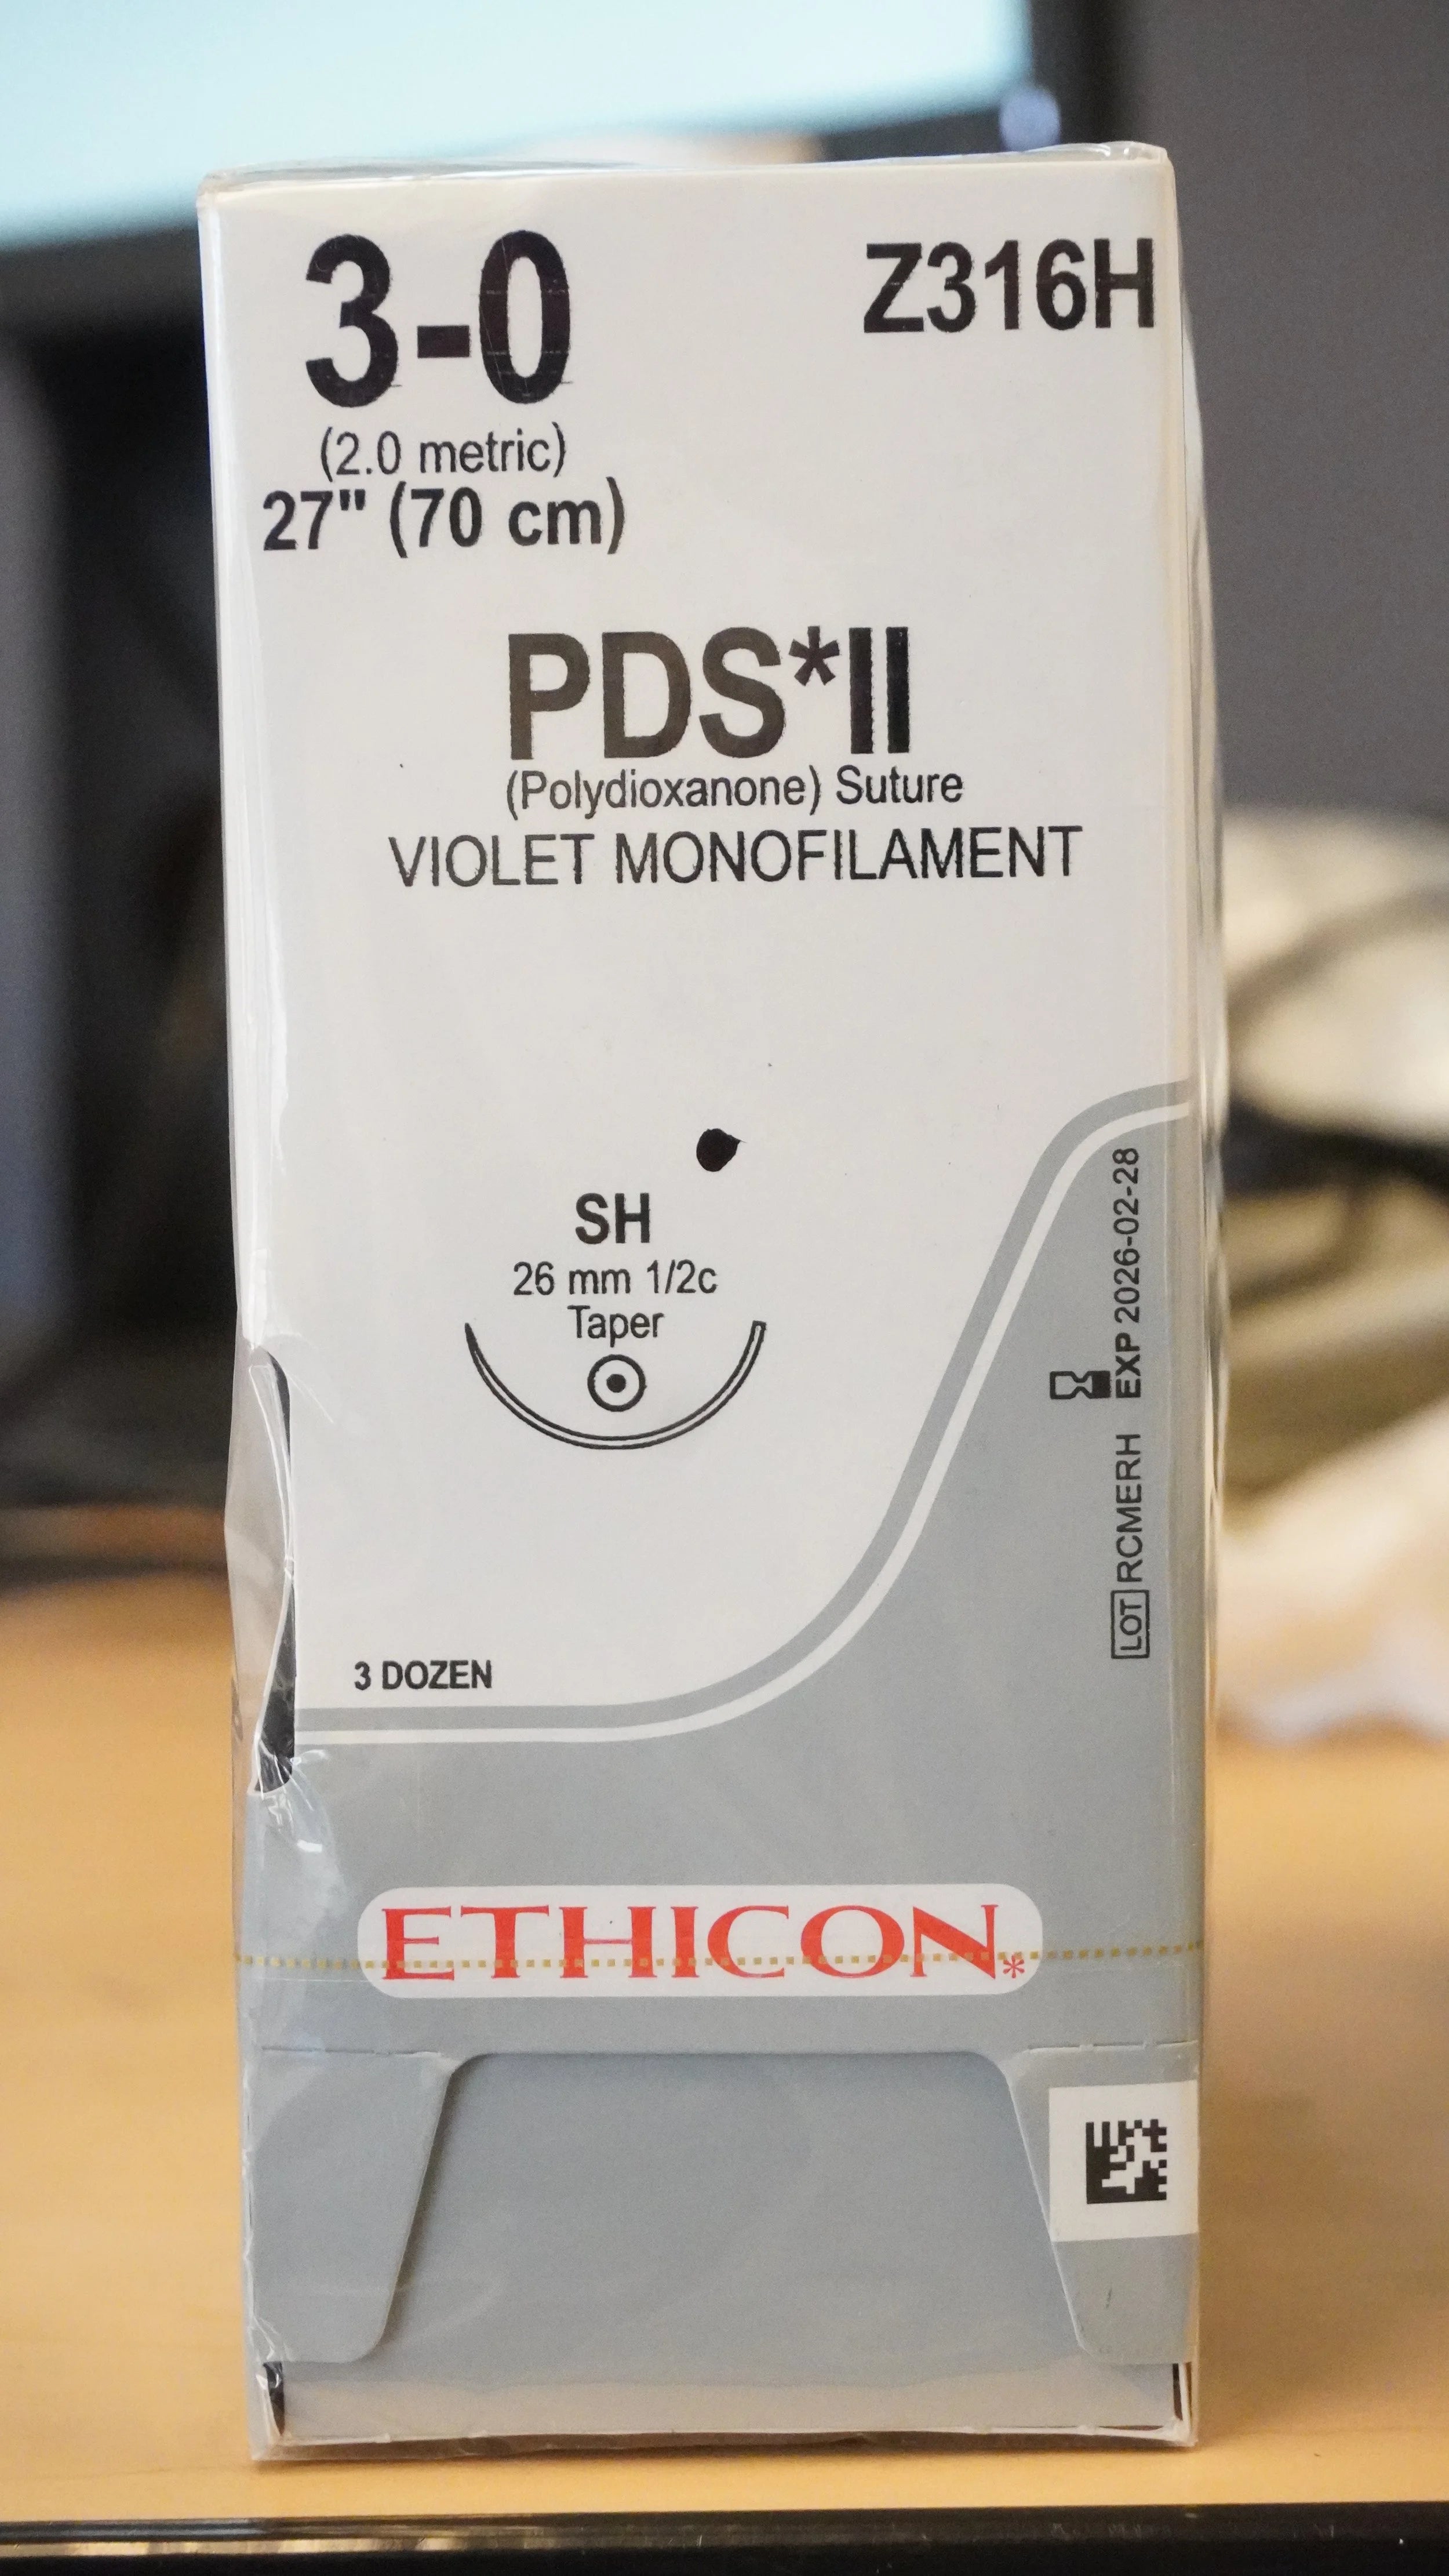 3-0
Z316H
(2.0 metric)
27" (70 cm)
PDS*II
(Polydioxanone) Suture
VIOLET MONOFILAMENT
SH
26 mm 1/2c
Taper
EXP 2026-02-28
LOT RCMERH
3 DOZEN
ETHICON*